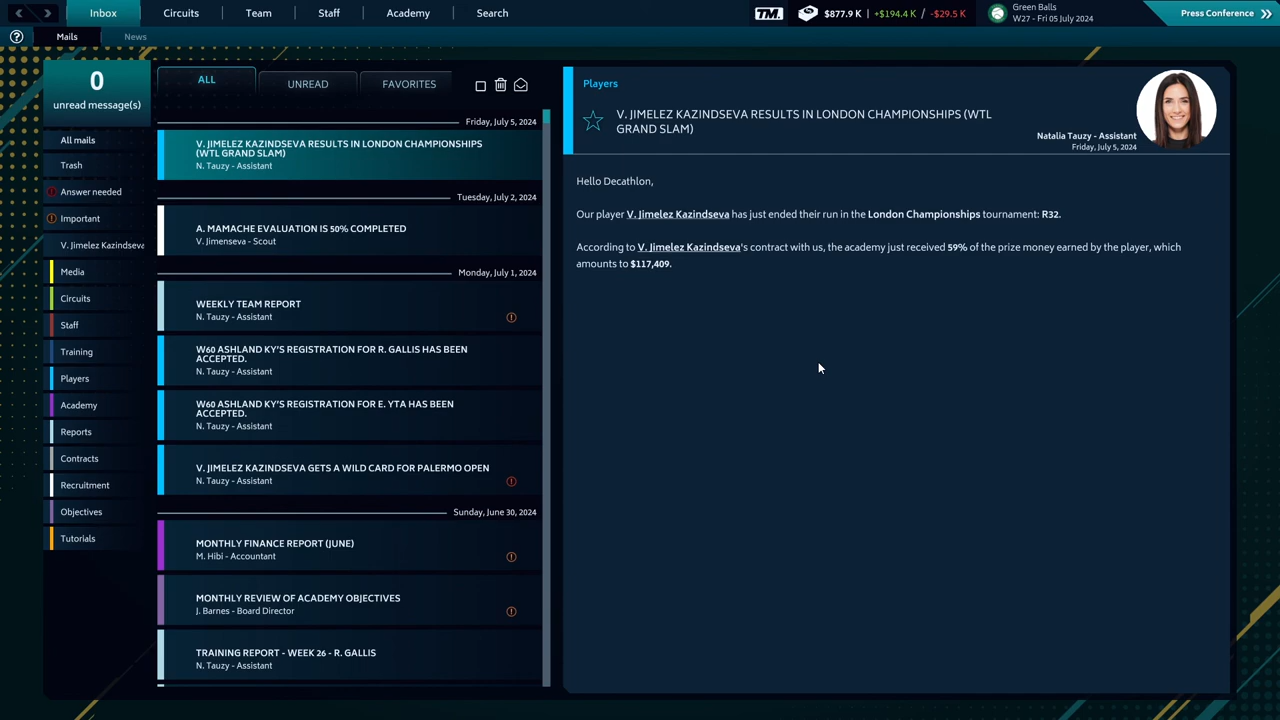 Inbox
Circuits
Team
Staff
Academy
Search
TM.
$877.9 K / +$194.4 K / -$29.5 K
Green Balls
W27 - Fri 05 July 2024
Press Conference
?
Mails
News
0
unread message(s)
ALL
UNREAD
FAVORITES
All mails
Trash
Answer needed
Important
V. Jimelez Kazindseva
Media
Circuits
Staff
Training
Players
Academy
Reports
Contracts
Recruitment
Objectives
Tutorials
Friday, July 5, 2024
V. JIMELEZ KAZINDSEVA RESULTS IN LONDON CHAMPIONSHIPS
(WTL GRAND SLAM)
N. Tauzy - Assistant
Tuesday, July 2, 2024
A. MAMACHE EVALUATION IS 50% COMPLETED
V. Jimenseva - Scout
Monday, July 1, 2024
WEEKLY TEAM REPORT
N. Tauzy - Assistant
W60 ASHLAND KY'S REGISTRATION FOR R. GALLIS HAS BEEN
ACCEPTED.
N. Tauzy - Assistant
W60 ASHLAND KY'S REGISTRATION FOR E. YTA HAS BEEN
ACCEPTED.
N. Tauzy - Assistant
V. JIMELEZ KAZINDSEVA GETS A WILD CARD FOR PALERMO OPEN
N. Tauzy - Assistant
Sunday, June 30, 2024
MONTHLY FINANCE REPORT (JUNE)
M. Hibi - Accountant
MONTHLY REVIEW OF ACADEMY OBJECTIVES
J. Barnes - Board Director
TRAINING REPORT - WEEK 26 - R. GALLIS
N. Tauzy - Assistant
Players
V. JIMELEZ KAZINDSEVA RESULTS IN LONDON CHAMPIONSHIPS (WTL
GRAND SLAM)
Natalia Tauzy - Assistant
Friday, July 5, 2024
Hello Decathlon,
Our player V. Jimelez Kazindseva has just ended their run in the London Championships tournament: R32.
According to V. Jimelez Kazindseva's contract with us, the academy just received 59% of the prize money earned by the player, which
amounts to $117,409.